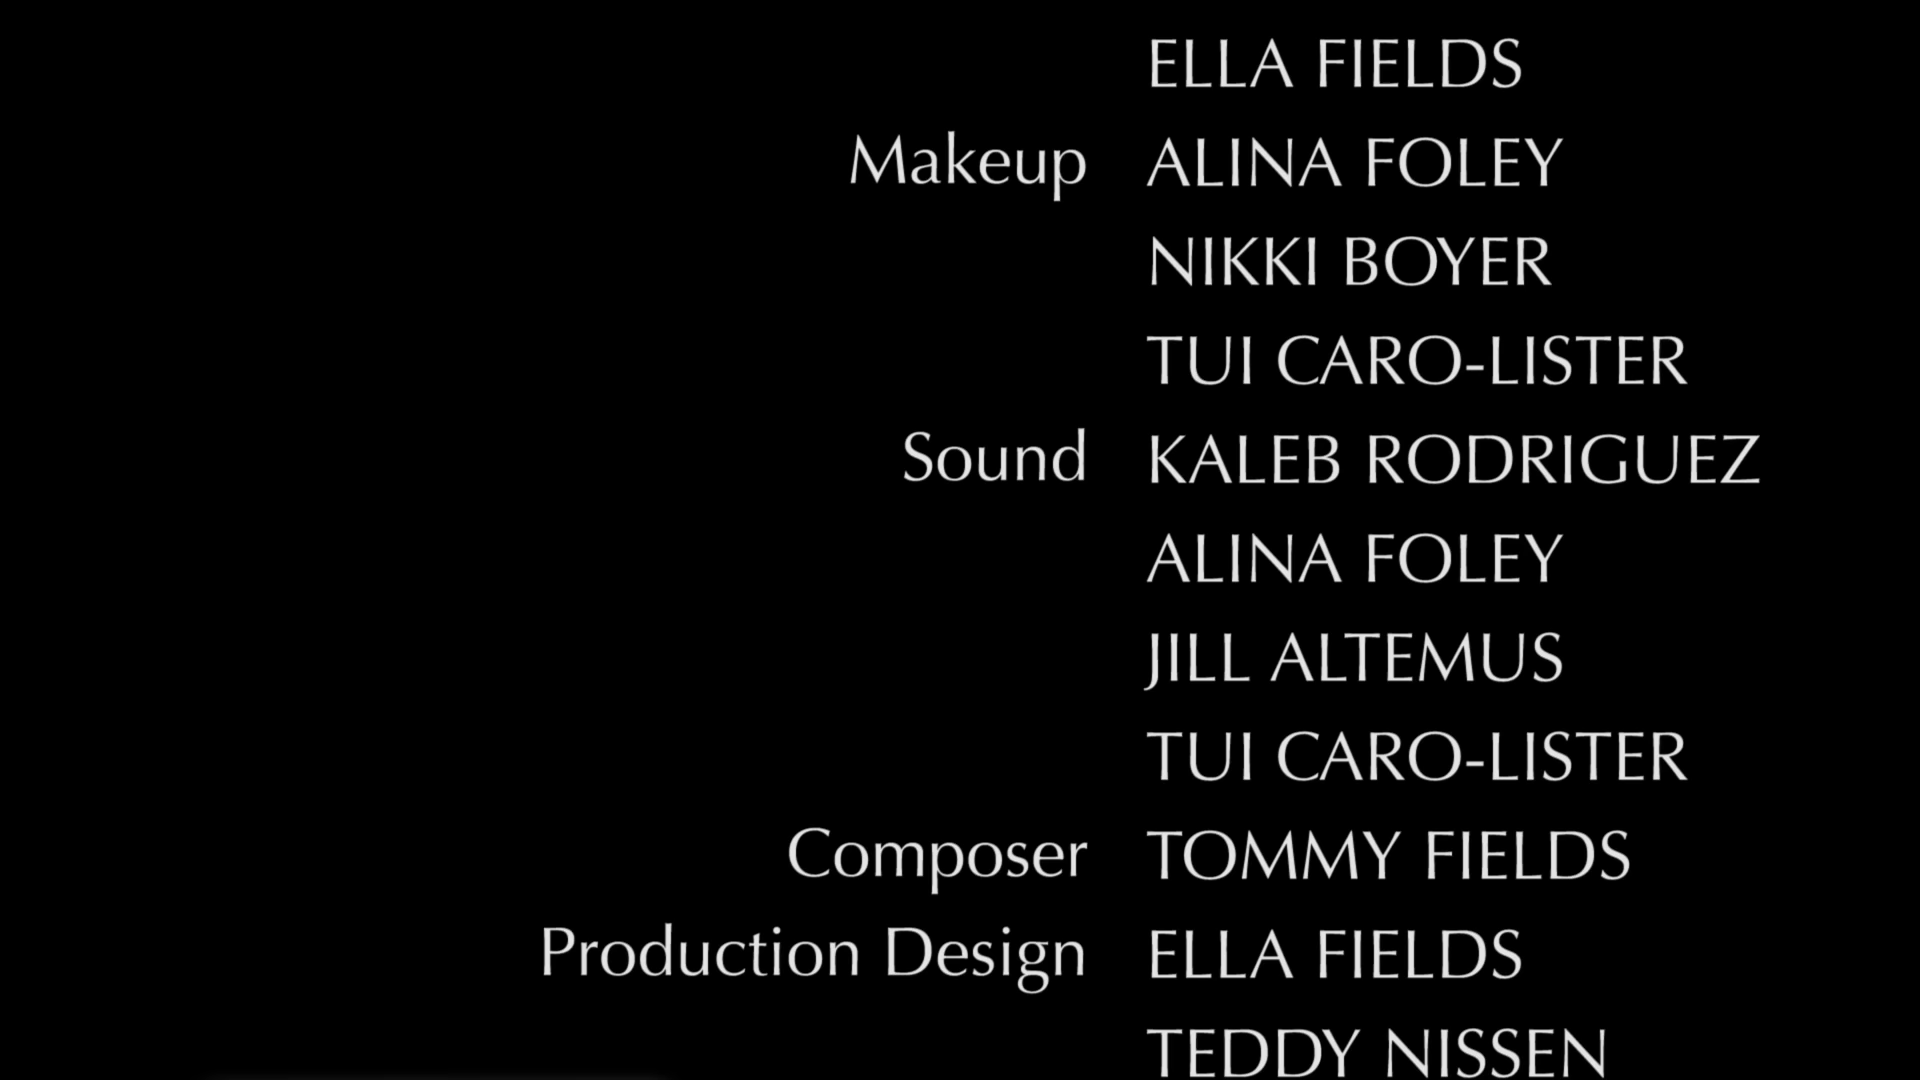 ELLA FIELDS
Makeup ALINA FOLEY
NIKKI BOYER
TUI CARO-LISTER
Sound KALEB RODRIGUEZ
ALINA FOLEY
JILL ALTEMUS
TUI CARO-LISTER
Composer TOMMY FIELDS
Production Design ELLA FIELDS
TEDDY NISSEN